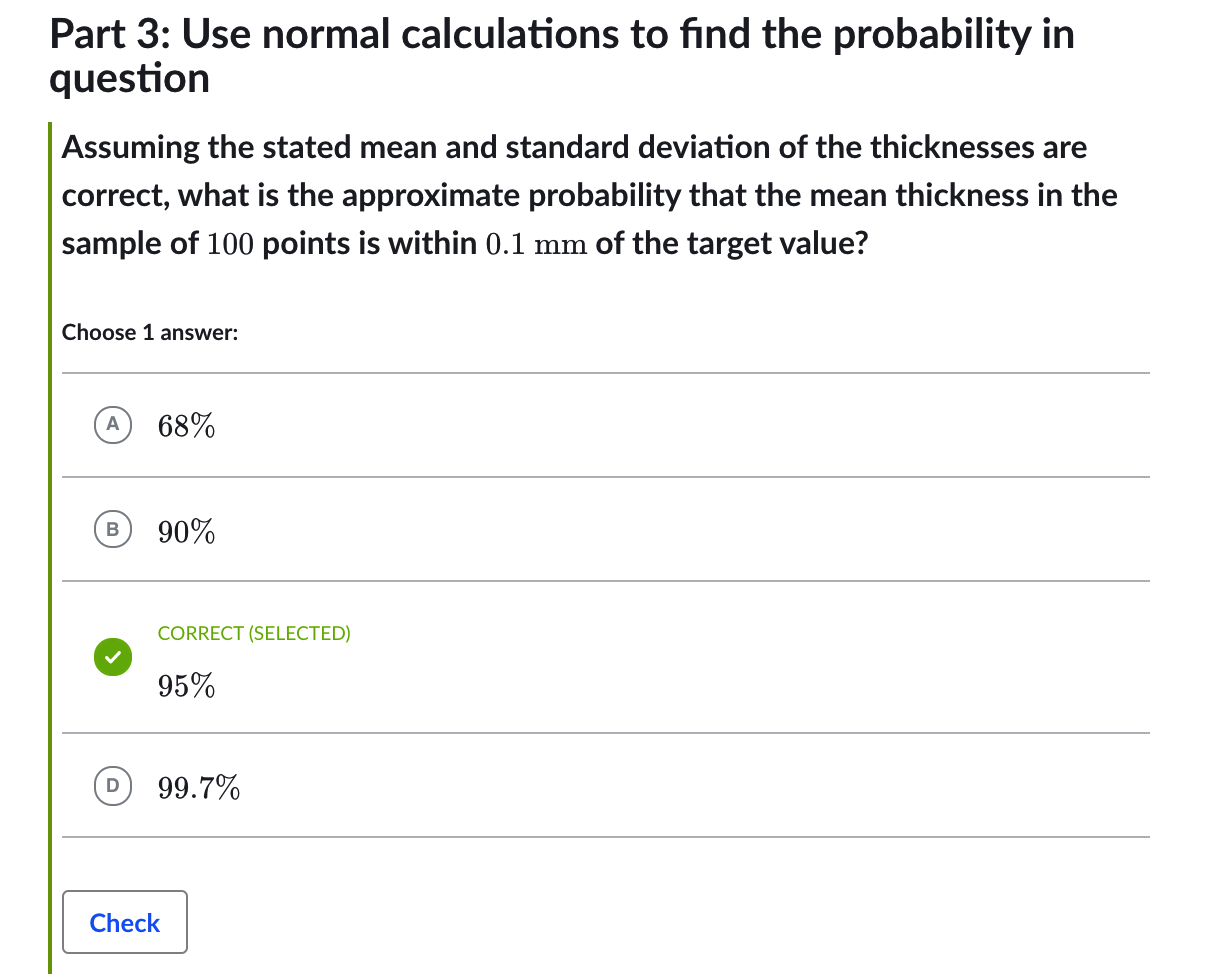 Part 3: Use normal calculations to find the probability in
question
Assuming the stated mean and standard deviation of the thicknesses are
correct, what is the approximate probability that the mean thickness in the
sample of 100 points is within 0.1 mm of the target value?
Choose 1 answer:
A 68%
B 90%
CORRECT (SELECTED)
95%
D 99.7%
Check